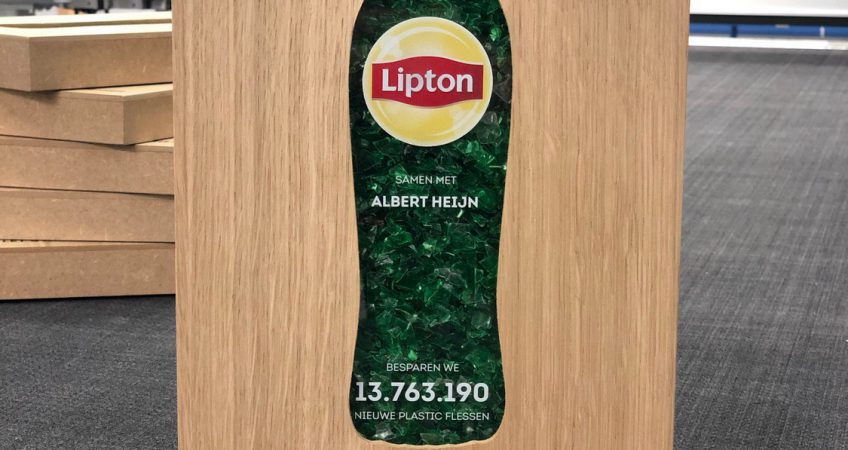 Lipton
SAMEN MET
ALBERT HEIJN
BESPAREN WE
13.763.190
NIEUWE PLASTIC FLESSEN